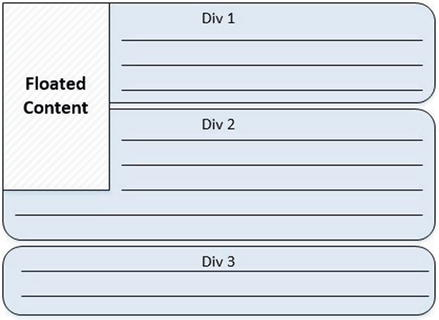 Div 1
Floated
Content
Div 2
Div 3